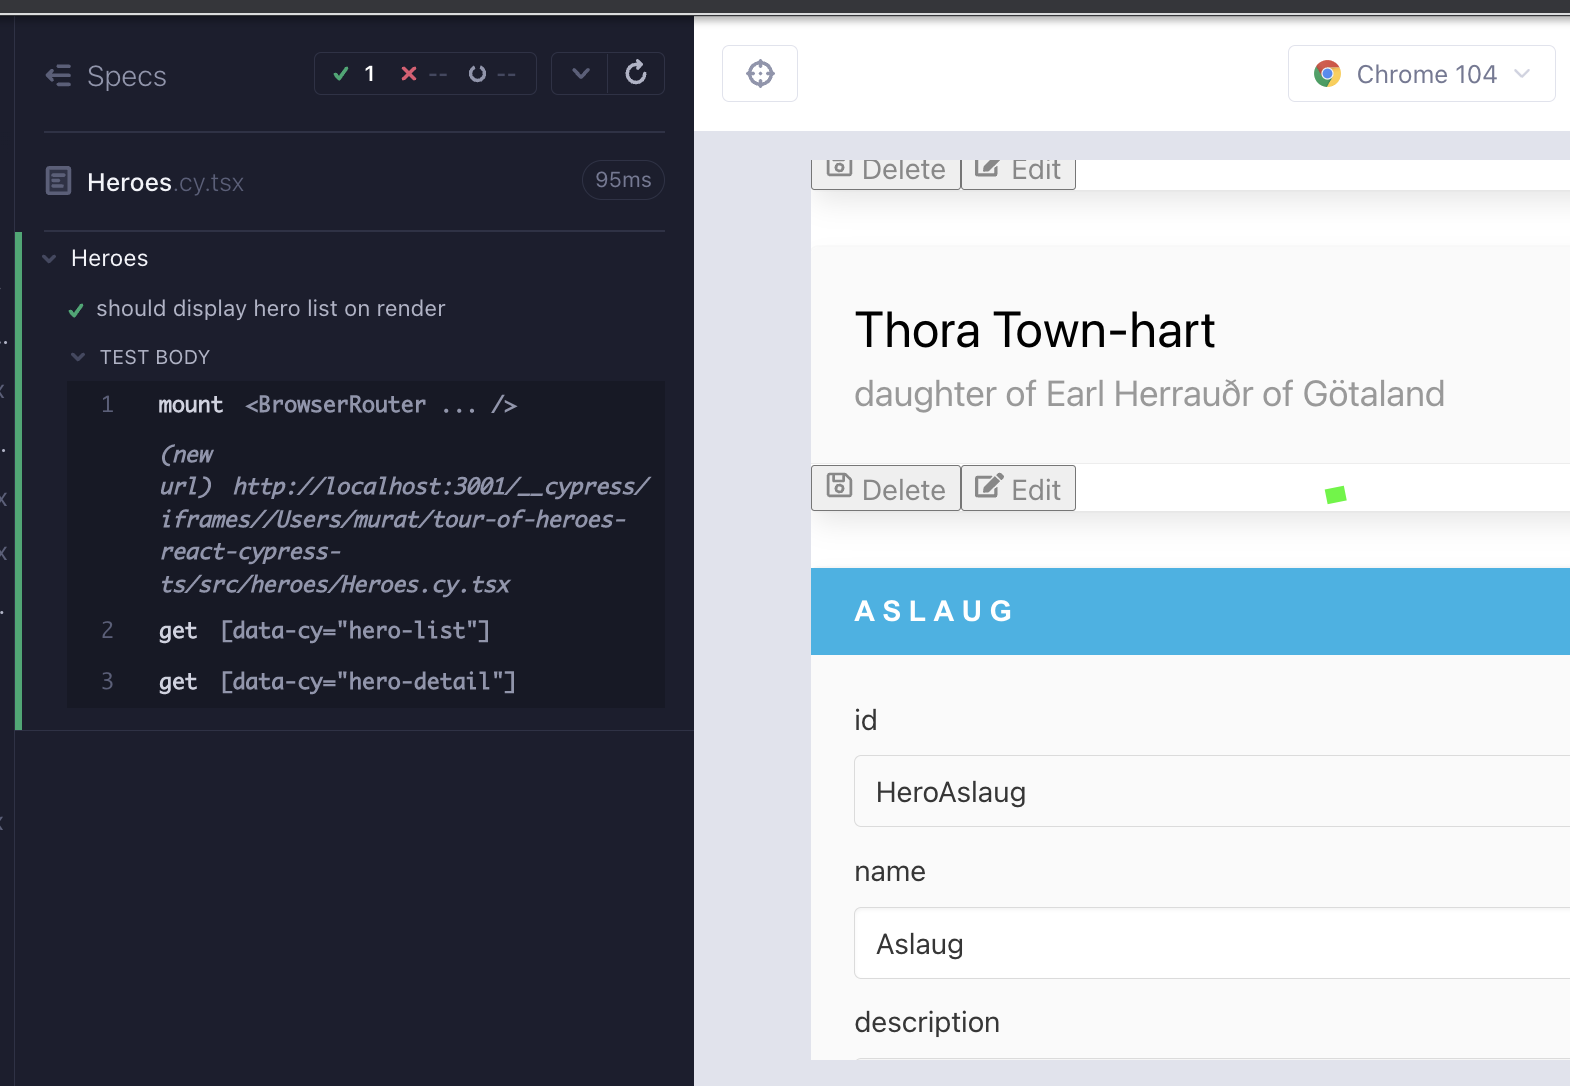 Specs
1 -- --
Chrome 104
Heroes.cy.tsx
95ms
Heroes
should display hero list on render
TEST BODY
1 mount <BrowserRouter ... />
(new
url) http://localhost:3001/__cypress/
iframes//Users/murat/tour-of-heroes-
react-cypress-
ts/src/heroes/Heroes.cy.tsx
2 get [data-cy="hero-list"]
3 get [data-cy="hero-detail"]
Delete Edit
Thora Town-hart
daughter of Earl Herrauðr of Götaland
Delete Edit
ASLAUG
id
HeroAslaug
name
Aslaug
description